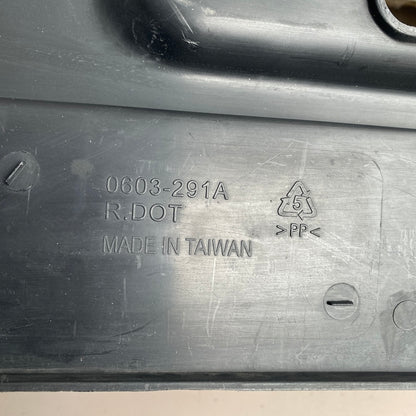 0603-291A
R.DOT
MADE IN TAIWAN
5
>PP<